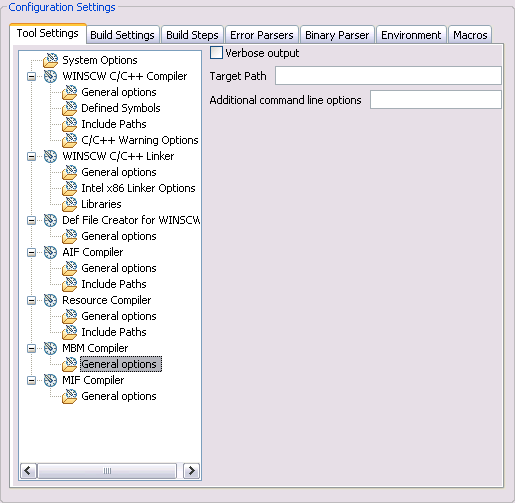 Configuration Settings
Tool Settings Build Settings Build Steps Error Parsers Binary Parser Environment Macros
System Options
WINSCW C/C++ Compiler
General options
Defined Symbols
Include Paths
C/C++ Warning Options
WINSCW C/C++ Linker
General options
Intel x86 Linker Options
Libraries
Def File Creator for WINSCW
General options
AIF Compiler
General options
Include Paths
Resource Compiler
General options
Include Paths
MBM Compiler
General options
MIF Compiler
General options
Verbose output
Target Path
Additional command line options